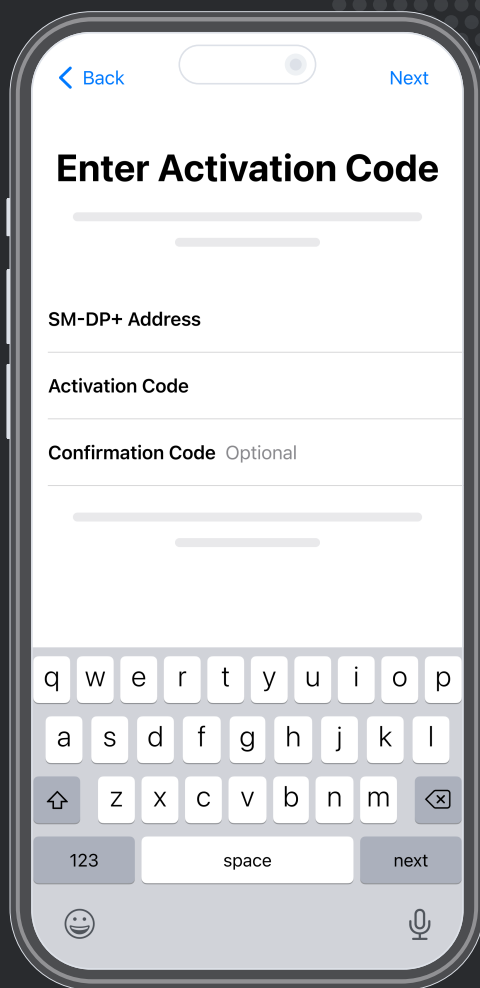 Back Next
Enter Activation Code
SM-DP+ Address
Activation Code
Confirmation Code Optional
q w e r t y u i o p
a s d f g h j k l
z x c v b n m
123 space next